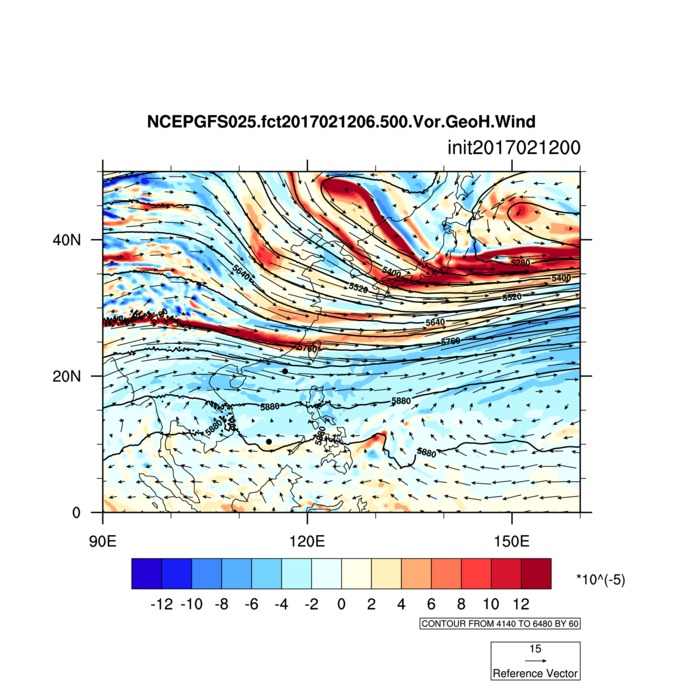 NCEPGFS025.fct2017021206.500.Vor.GeoH.Wind
init2017021200
40N
20N
0
90E 120E 150E
5640
5400
5520
5280
5400
5520
5640
5760
5760
5880
5880
5880
5880
5880
-12 -10 -8 -6 -4 -2 0 2 4 6 8 10 12
*10^(-5)
CONTOUR FROM 4140 TO 6480 BY 60
15
Reference Vector